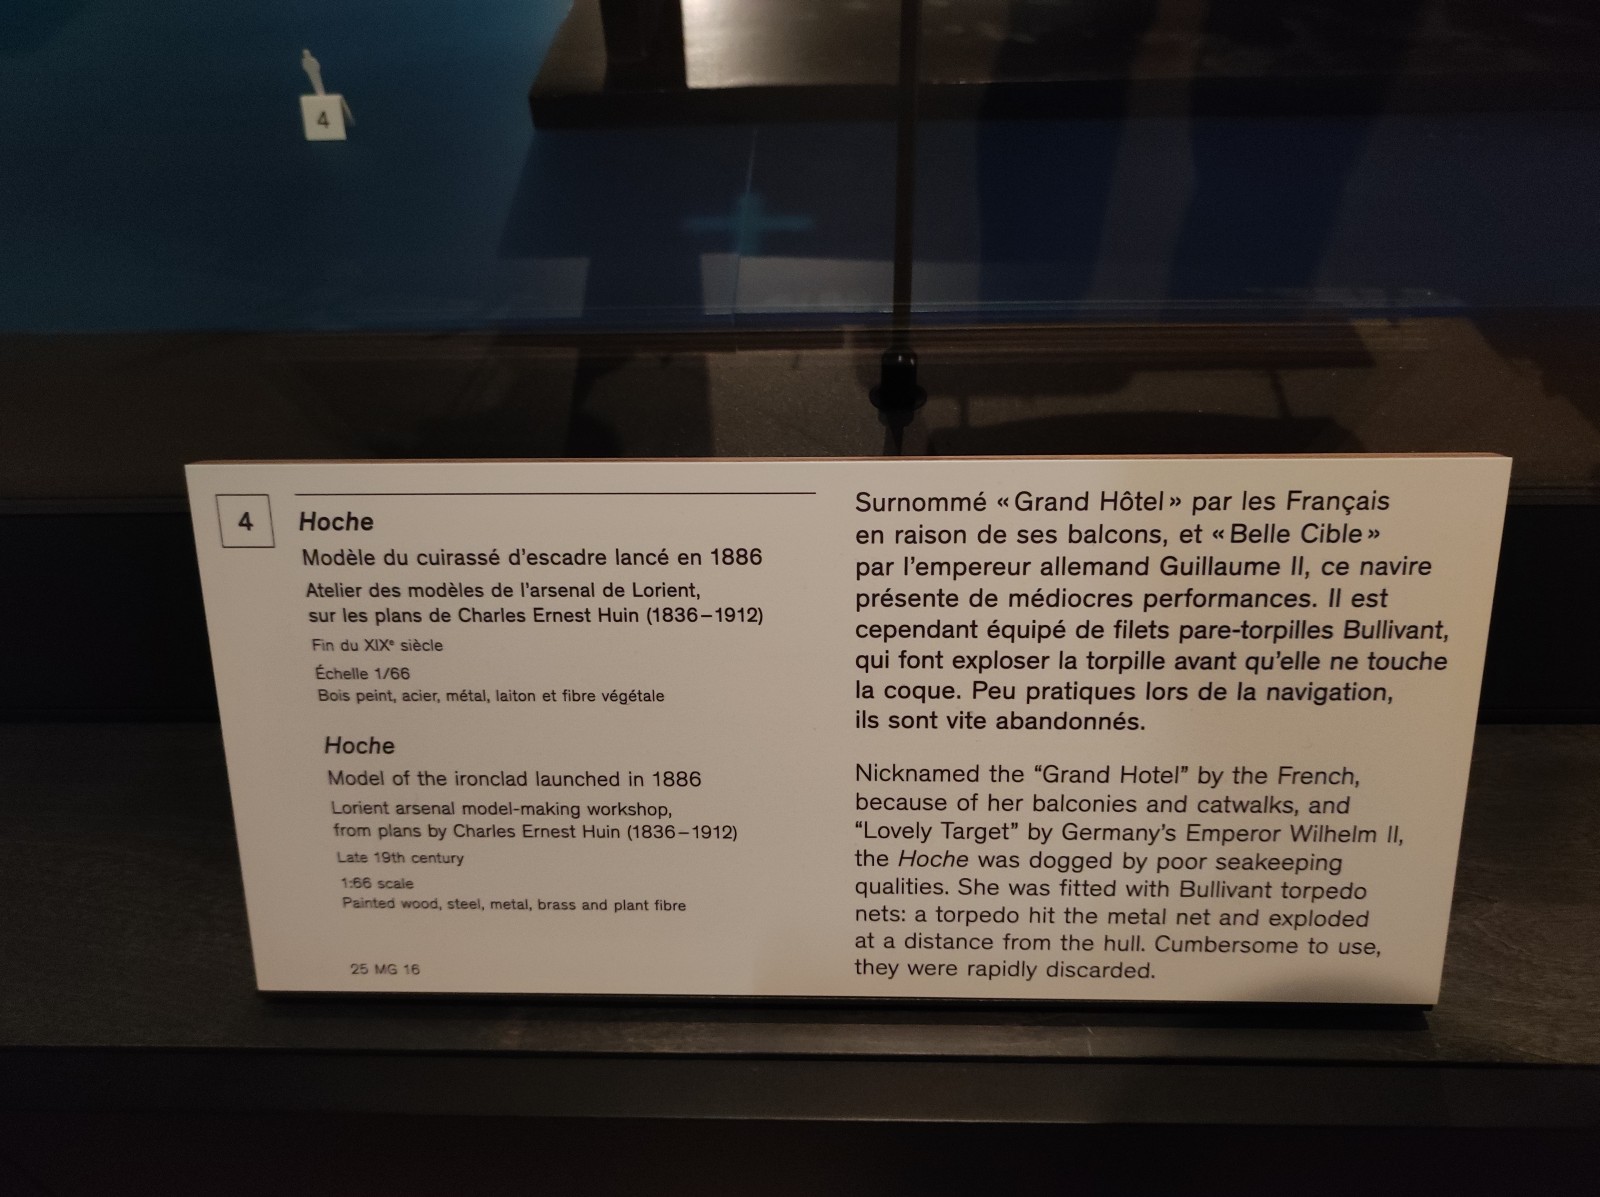 4
4
Hoche
Modèle du cuirassé d'escadre lancé en 1886
Atelier des modèles de l'arsenal de Lorient,
sur les plans de Charles Ernest Huin (1836–1912)
Fin du XIXe siècle
Échelle 1/66
Bois peint, acier, métal, laiton et fibre végétale
Hoche
Model of the ironclad launched in 1886
Lorient arsenal model-making workshop,
from plans by Charles Ernest Huin (1836–1912)
Late 19th century
1:66 scale
Painted wood, steel, metal, brass and plant fibre
25 MG 16
Surnommé « Grand Hôtel » par les Français
en raison de ses balcons, et « Belle Cible »
par l'empereur allemand Guillaume II, ce navire
présente de médiocres performances. Il est
cependant équipé de filets pare-torpilles Bullivant,
qui font exploser la torpille avant qu'elle ne touche
la coque. Peu pratiques lors de la navigation,
ils sont vite abandonnés.
Nicknamed the “Grand Hotel” by the French,
because of her balconies and catwalks, and
“Lovely Target” by Germany's Emperor Wilhelm II,
the Hoche was dogged by poor seakeeping
qualities. She was fitted with Bullivant torpedo
nets: a torpedo hit the metal net and exploded
at a distance from the hull. Cumbersome to use,
they were rapidly discarded.